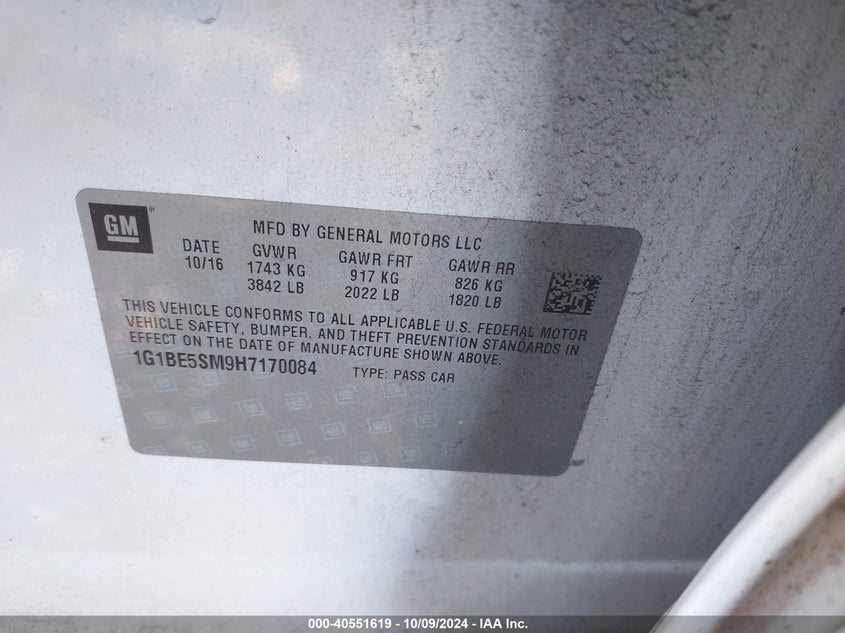 GM
MFD BY GENERAL MOTORS LLC
DATE GVWR GAWR FRT GAWR RR
10/16 1743 KG 917 KG 826 KG
3842 LB 2022 LB 1820 LB
THIS VEHICLE CONFORMS TO ALL APPLICABLE U.S. FEDERAL MOTOR
VEHICLE SAFETY, BUMPER, AND THEFT PREVENTION STANDARDS IN
EFFECT ON THE DATE OF MANUFACTURE SHOWN ABOVE.
1G1BE5SM9H7170084 TYPE: PASS CAR
000-40551619 - 10/09/2024 - IAA Inc.